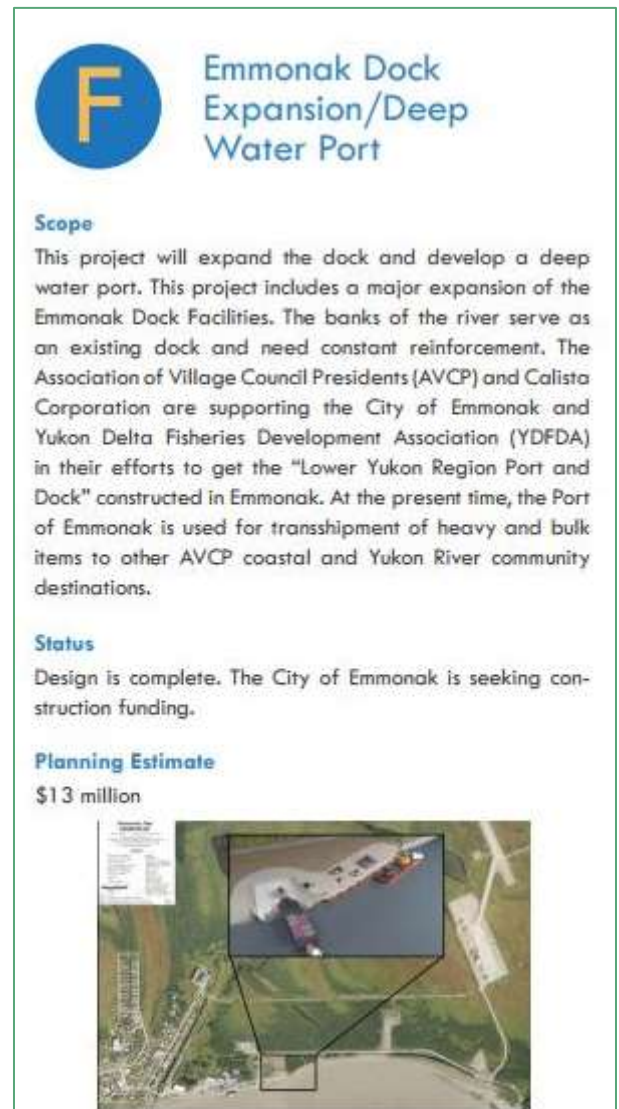 F
Emmonak Dock
Expansion/Deep
Water Port
Scope
This project will expand the dock and develop a deep
water port. This project includes a major expansion of the
Emmonak Dock Facilities. The banks of the river serve as
an existing dock and need constant reinforcement. The
Association of Village Council Presidents (AVCP) and Calista
Corporation are supporting the City of Emmonak and
Yukon Delta Fisheries Development Association (YDFDA)
in their efforts to get the “Lower Yukon Region Port and
Dock” constructed in Emmonak. At the present time, the Port
of Emmonak is used for transshipment of heavy and bulk
items to other AVCP coastal and Yukon River community
destinations.
Status
Design is complete. The City of Emmonak is seeking con-
struction funding.
Planning Estimate
$13 million